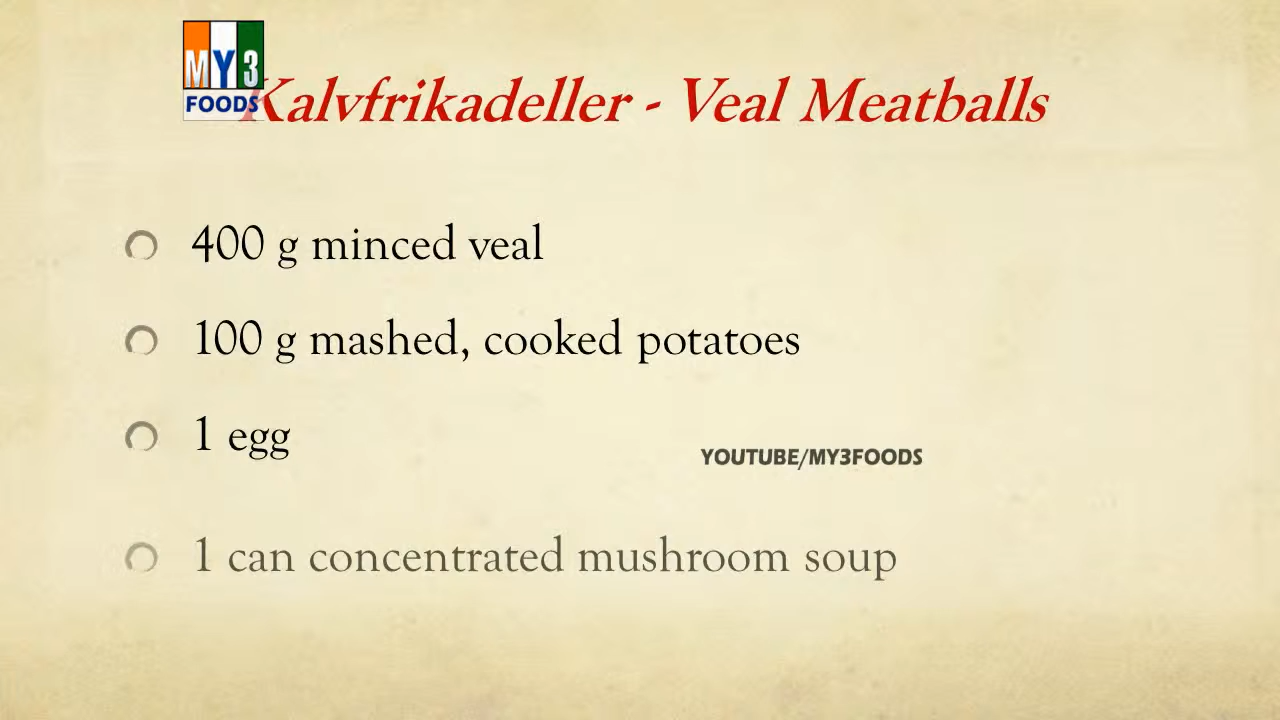 MY3
FOODS
Kalvfrikadeller - Veal Meatballs
400 g minced veal
100 g mashed, cooked potatoes
1 egg
YOUTUBE/MY3FOODS
1 can concentrated mushroom soup